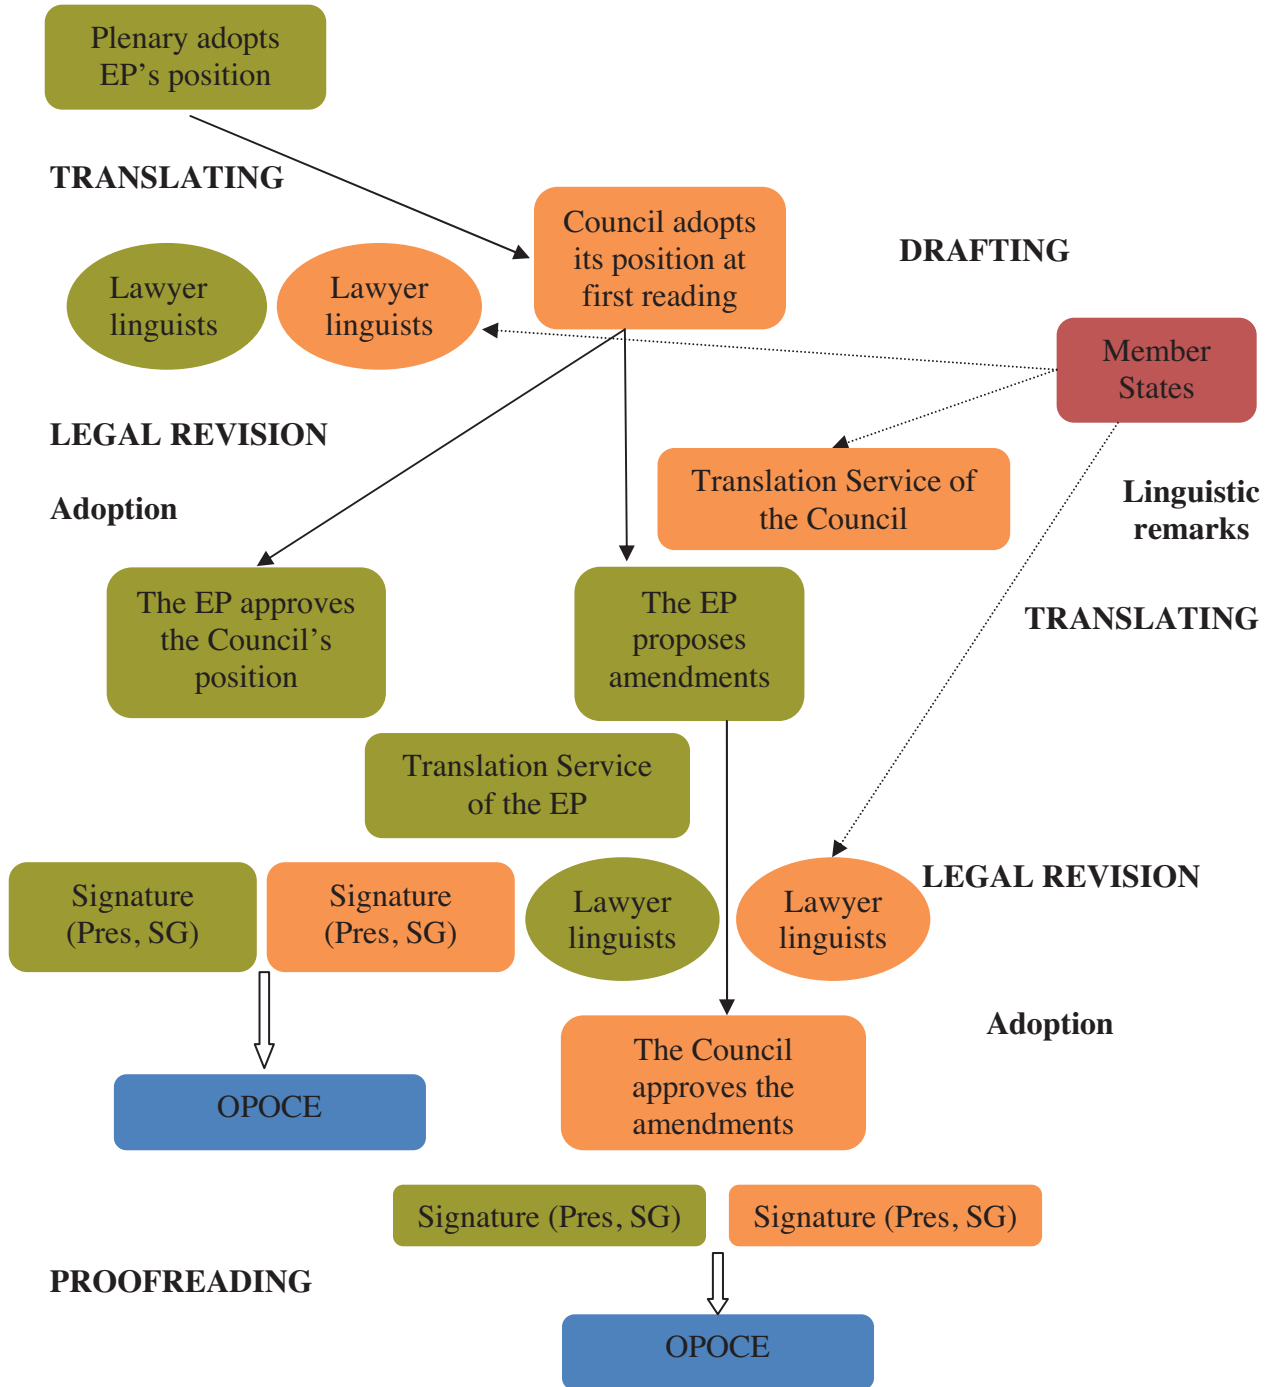 Plenary adopts
EP's position
TRANSLATING
Council adopts
its position at
first reading
DRAFTING
Lawyer
linguists
Lawyer
linguists
Member
States
LEGAL REVISION
Translation Service of
the Council
Adoption
Linguistic
remarks
The EP approves
the Council's
position
The EP
proposes
amendments
TRANSLATING
Translation Service
of the EP
Signature
(Pres, SG)
Signature
(Pres, SG)
Lawyer
linguists
Lawyer
linguists
LEGAL REVISION
Adoption
The Council
approves the
amendments
OPOCE
Signature (Pres, SG)
Signature (Pres, SG)
PROOFREADING
OPOCE